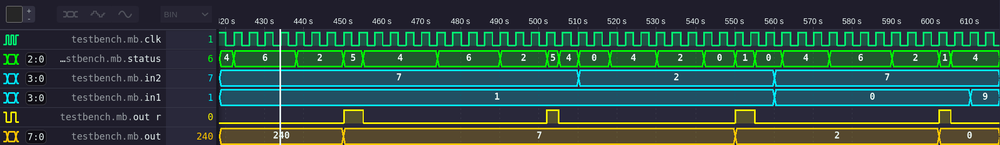 +
-
BIN
420 s 430 s 440 s 450 s 460 s 470 s 480 s 490 s 500 s 510 s 520 s 530 s 540 s 550 s 560 s 570 s 580 s 590 s 600 s 610 s
testbench.mb.clk 1
2:0 …stbench.mb.status 6 4 6 2 5 4 6 2 5 4 0 4 2 0 1 0 4 6 2 1 4
3:0 testbench.mb.in2 7 7 2 7
3:0 testbench.mb.in1 1 1 0 9
testbench.mb.out r 0
7:0 testbench.mb.out 240 240 7 2 0